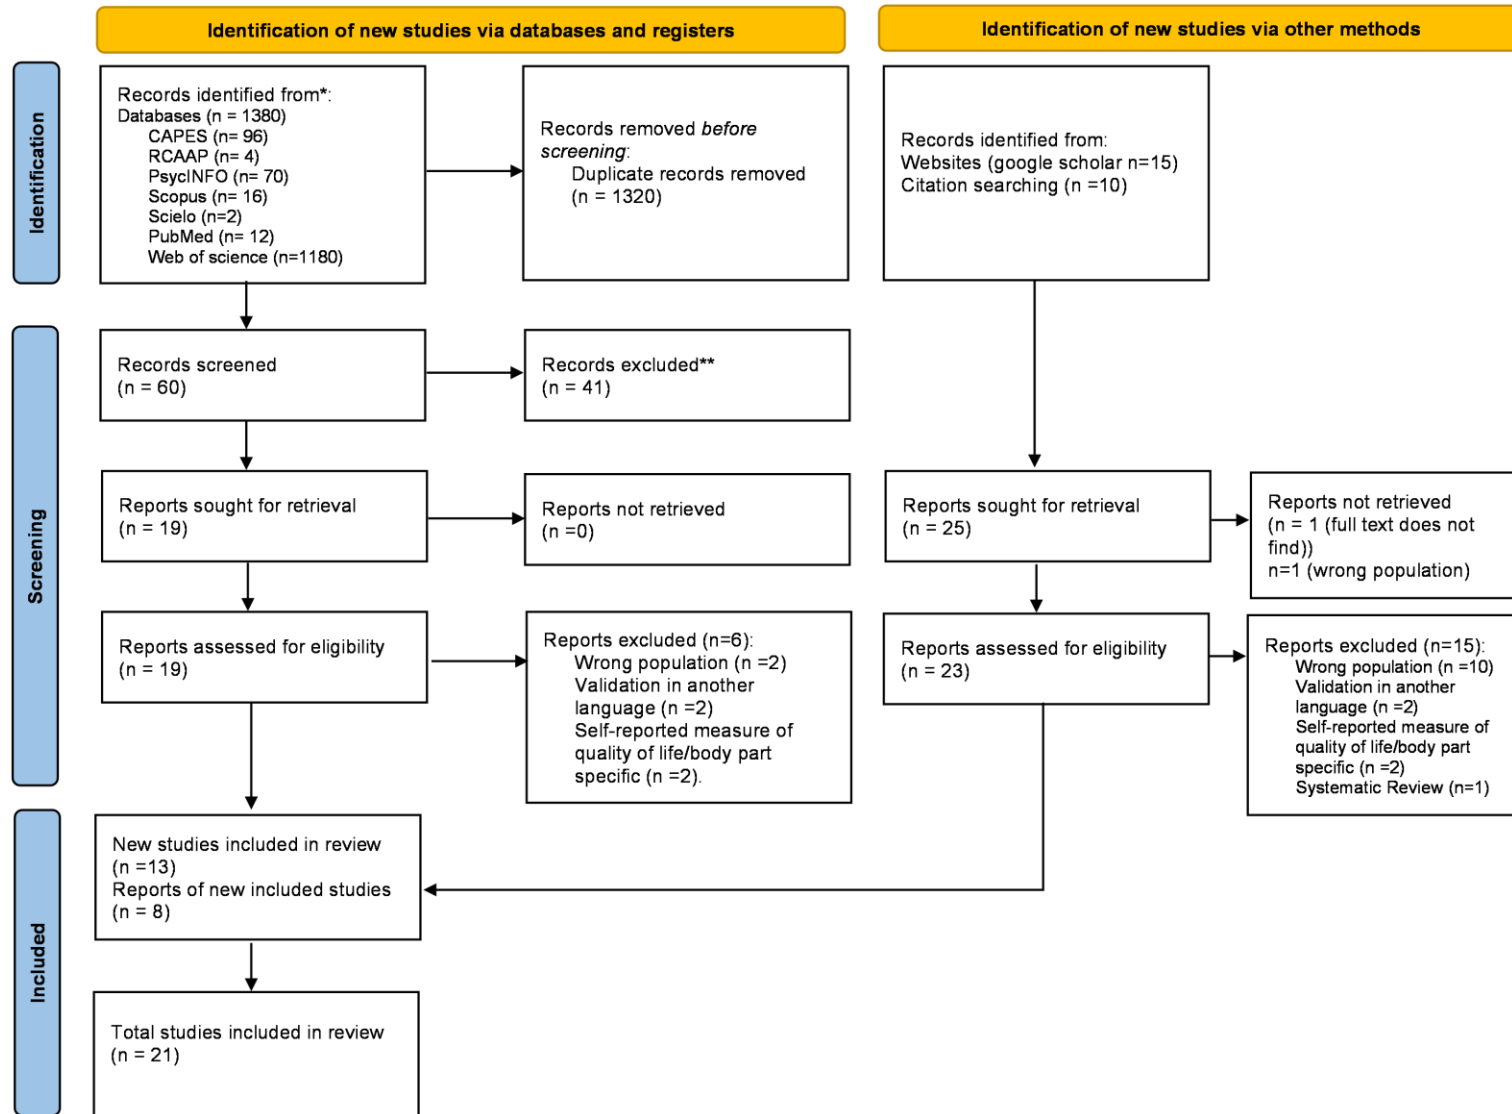 Identification of new studies via databases and registers
Identification of new studies via other methods
Identification
Records identified from*:
Databases (n = 1380)
CAPES (n= 96)
RCAAP (n= 4)
PsycINFO (n= 70)
Scopus (n= 16)
Scielo (n=2)
PubMed (n= 12)
Web of science (n=1180)
Records removed before
screening:
Duplicate records removed
(n = 1320)
Records identified from:
Websites (google scholar n=15)
Citation searching (n =10)
Screening
Records screened
(n = 60)
Records excluded**
(n = 41)
Reports sought for retrieval
(n = 19)
Reports not retrieved
(n =0)
Reports sought for retrieval
(n = 25)
Reports not retrieved
(n = 1 (full text does not
find))
n=1 (wrong population)
Reports assessed for eligibility
(n = 19)
Reports excluded (n=6):
Wrong population (n =2)
Validation in another
language (n =2)
Self-reported measure of
quality of life/body part
specific (n =2).
Reports assessed for eligibility
(n = 23)
Reports excluded (n=15):
Wrong population (n =10)
Validation in another
language (n =2)
Self-reported measure of
quality of life/body part
specific (n =2)
Systematic Review (n=1)
Included
New studies included in review
(n =13)
Reports of new included studies
(n = 8)
Total studies included in review
(n = 21)